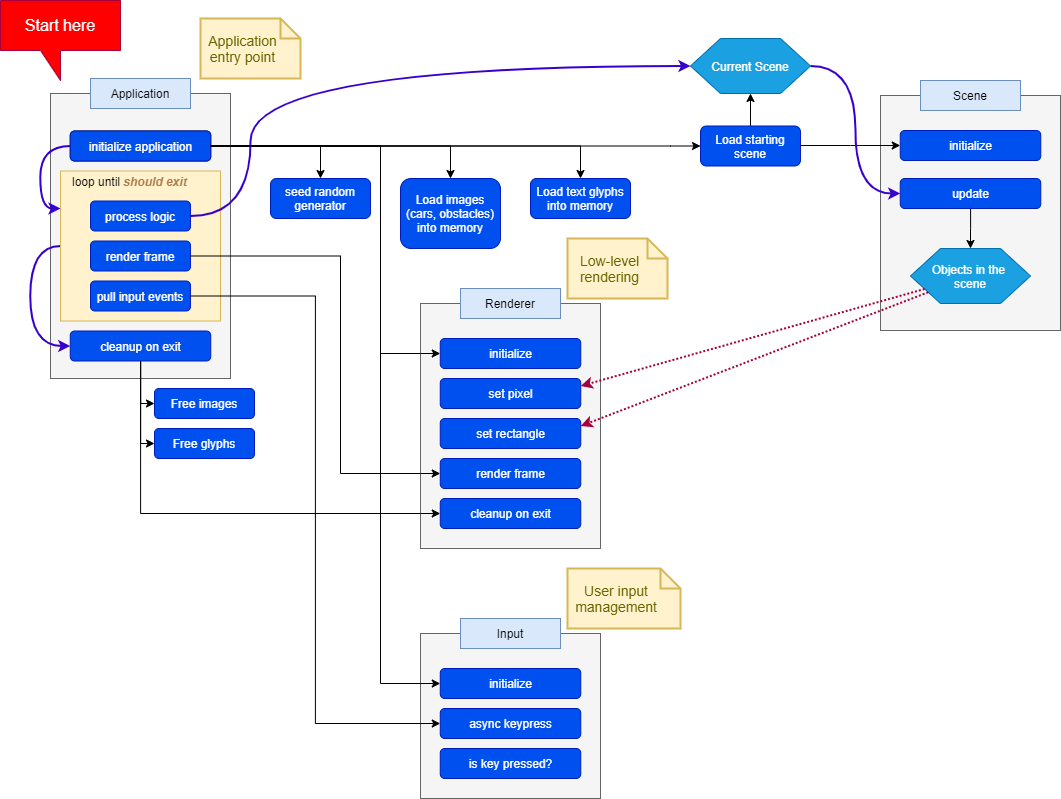 Start here
Application
entry point
Current Scene
Application
Scene
initialize application
Load starting
scene
initialize
loop until should exit
seed random
generator
Load images
(cars, obstacles)
into memory
Load text glyphs
into memory
update
process logic
render frame
pull input events
cleanup on exit
Low-level
rendering
Objects in the
scene
Renderer
initialize
set pixel
set rectangle
render frame
cleanup on exit
Free images
Free glyphs
User input
management
Input
initialize
async keypress
is key pressed?